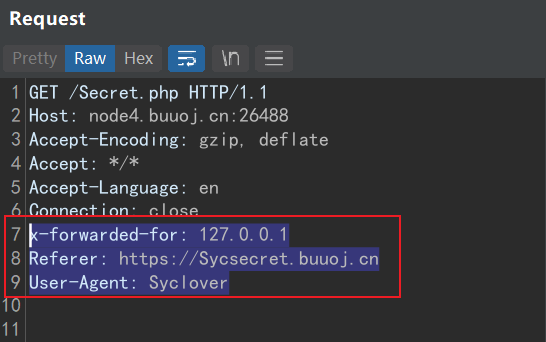 Request
Pretty Raw Hex \n
1 GET /Secret.php HTTP/1.1
2 Host: node4.buuoj.cn:26488
3 Accept-Encoding: gzip, deflate
4 Accept: */*
5 Accept-Language: en
6 Connection: close
7 x-forwarded-for: 127.0.0.1
8 Referer: https://Sycsecret.buuoj.cn
9 User-Agent: Syclover
10
11